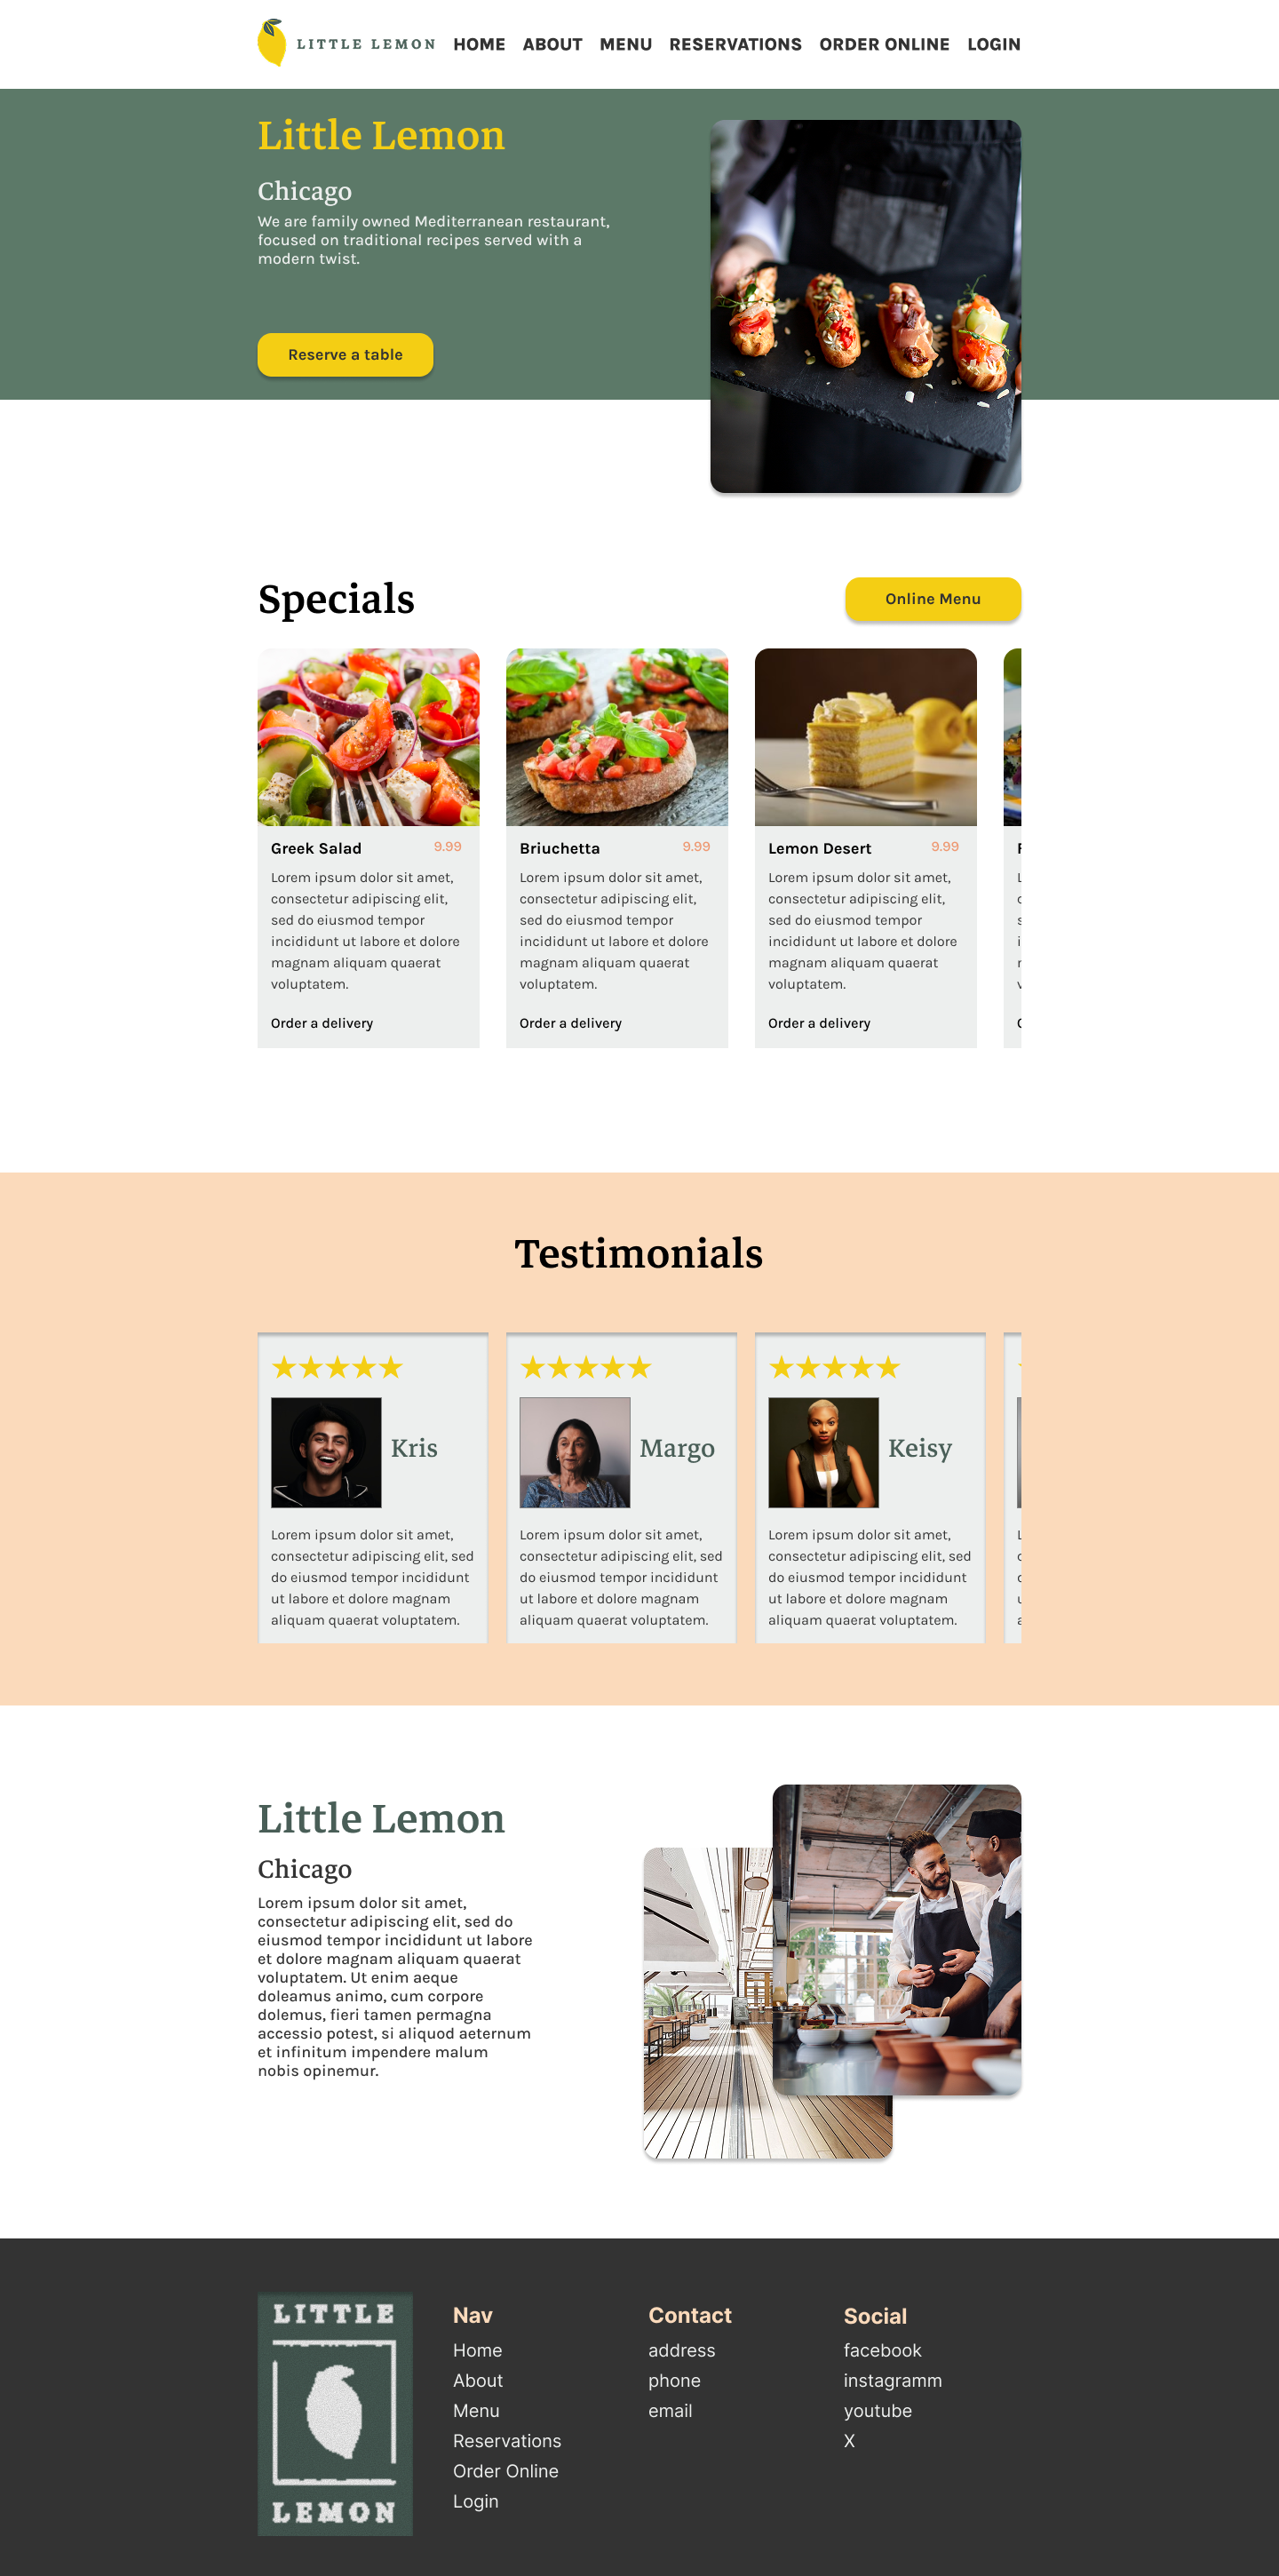 LITTLE LEMON HOME ABOUT MENU RESERVATIONS ORDER ONLINE LOGIN
Little Lemon
Chicago
We are family owned Mediterranean restaurant,
focused on traditional recipes served with a
modern twist.
Reserve a table
Specials
Online Menu
Greek Salad 9.99
Lorem ipsum dolor sit amet,
consectetur adipiscing elit,
sed do eiusmod tempor
incididunt ut labore et dolore
magnam aliquam quaerat
voluptatem.
Order a delivery
Briuchetta 9.99
Lorem ipsum dolor sit amet,
consectetur adipiscing elit,
sed do eiusmod tempor
incididunt ut labore et dolore
magnam aliquam quaerat
voluptatem.
Order a delivery
Lemon Desert 9.99
Lorem ipsum dolor sit amet,
consectetur adipiscing elit,
sed do eiusmod tempor
incididunt ut labore et dolore
magnam aliquam quaerat
voluptatem.
Order a delivery
Testimonials
Kris
Lorem ipsum dolor sit amet,
consectetur adipiscing elit, sed
do eiusmod tempor incididunt
ut labore et dolore magnam
aliquam quaerat voluptatem.
Margo
Lorem ipsum dolor sit amet,
consectetur adipiscing elit, sed
do eiusmod tempor incididunt
ut labore et dolore magnam
aliquam quaerat voluptatem.
Keisy
Lorem ipsum dolor sit amet,
consectetur adipiscing elit, sed
do eiusmod tempor incididunt
ut labore et dolore magnam
aliquam quaerat voluptatem.
Little Lemon
Chicago
Lorem ipsum dolor sit amet,
consectetur adipiscing elit, sed do
eiusmod tempor incididunt ut labore
et dolore magnam aliquam quaerat
voluptatem. Ut enim aeque
doleamus animo, cum corpore
dolemus, fieri tamen permagna
accessio potest, si aliquod aeternum
et infinitum impendere malum
nobis opinemur.
LITTLE
LEMON
Nav
Home
About
Menu
Reservations
Order Online
Login
Contact
address
phone
email
Social
facebook
instagramm
youtube
X